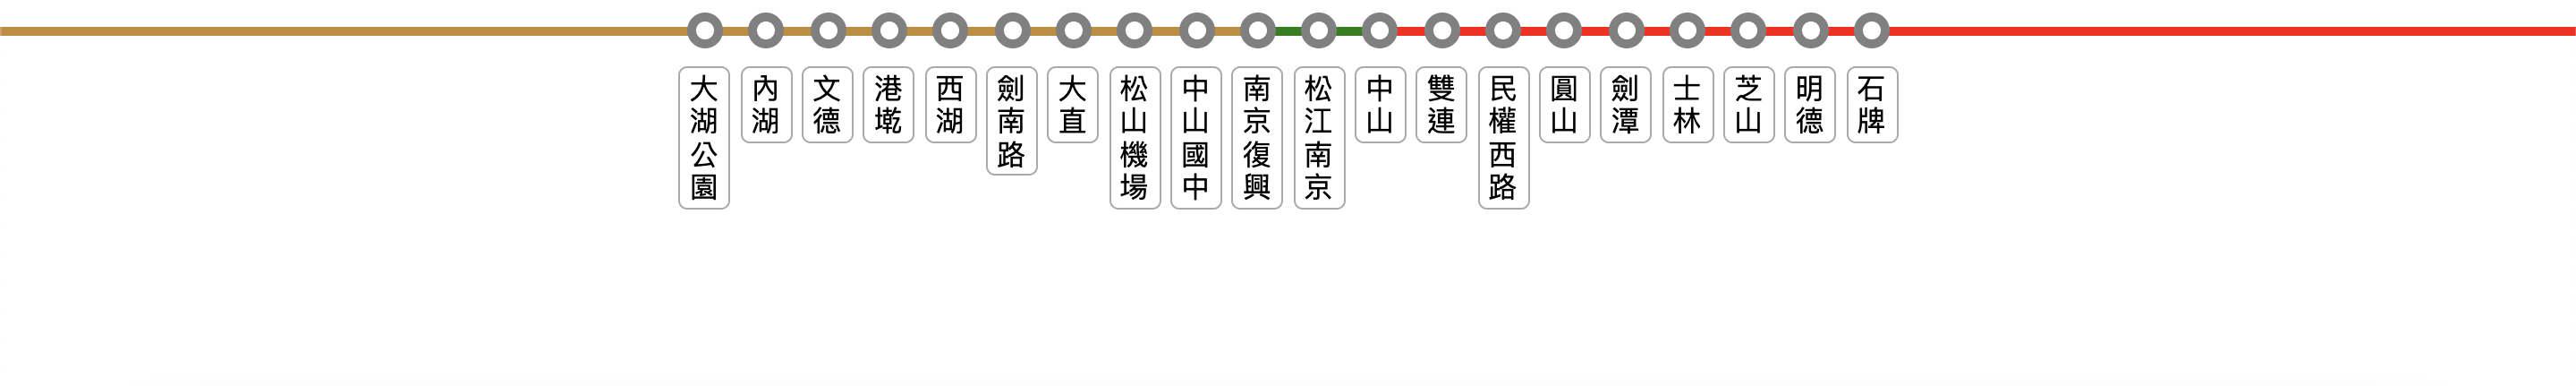 大湖公園
內湖
文德
港墘
西湖
劍南路
大直
松山機場
中山國中
南京復興
松江南京
中山
雙連
民權西路
圓山
劍潭
士林
芝山
明德
石牌